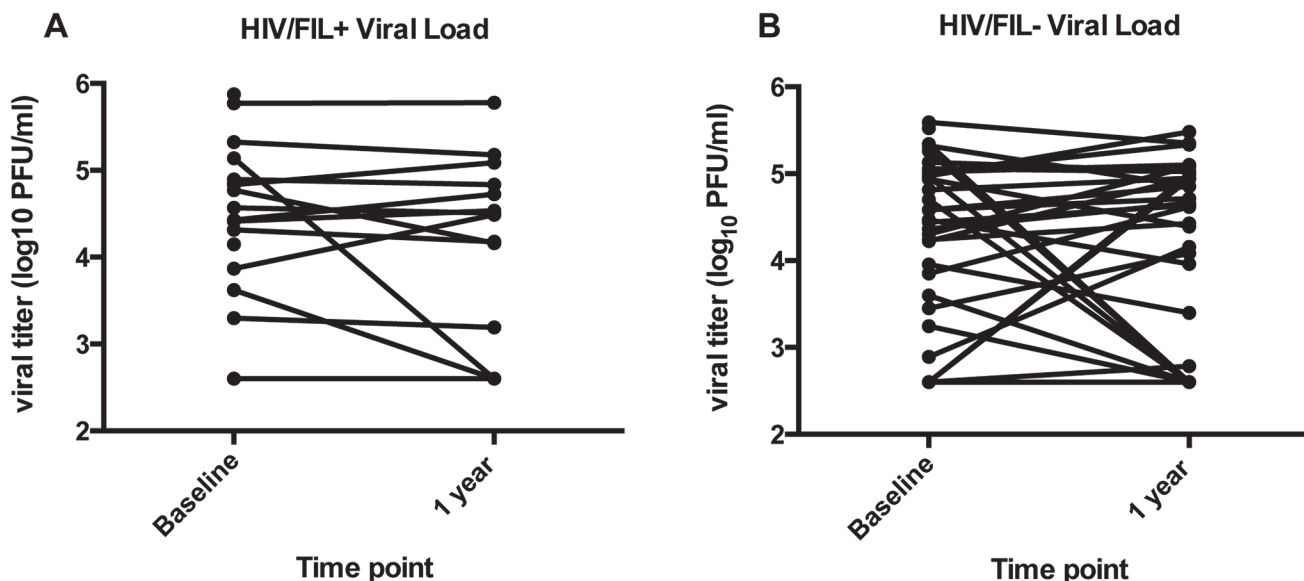 A
HIV/FIL+ Viral Load
viral titer (log10 PFU/ml)
6
5
4
3
2
Baseline
1 year
Time point
B
HIV/FIL- Viral Load
viral titer (log₁₀ PFU/ml)
6
5
4
3
2
Baseline
1 year
Time point